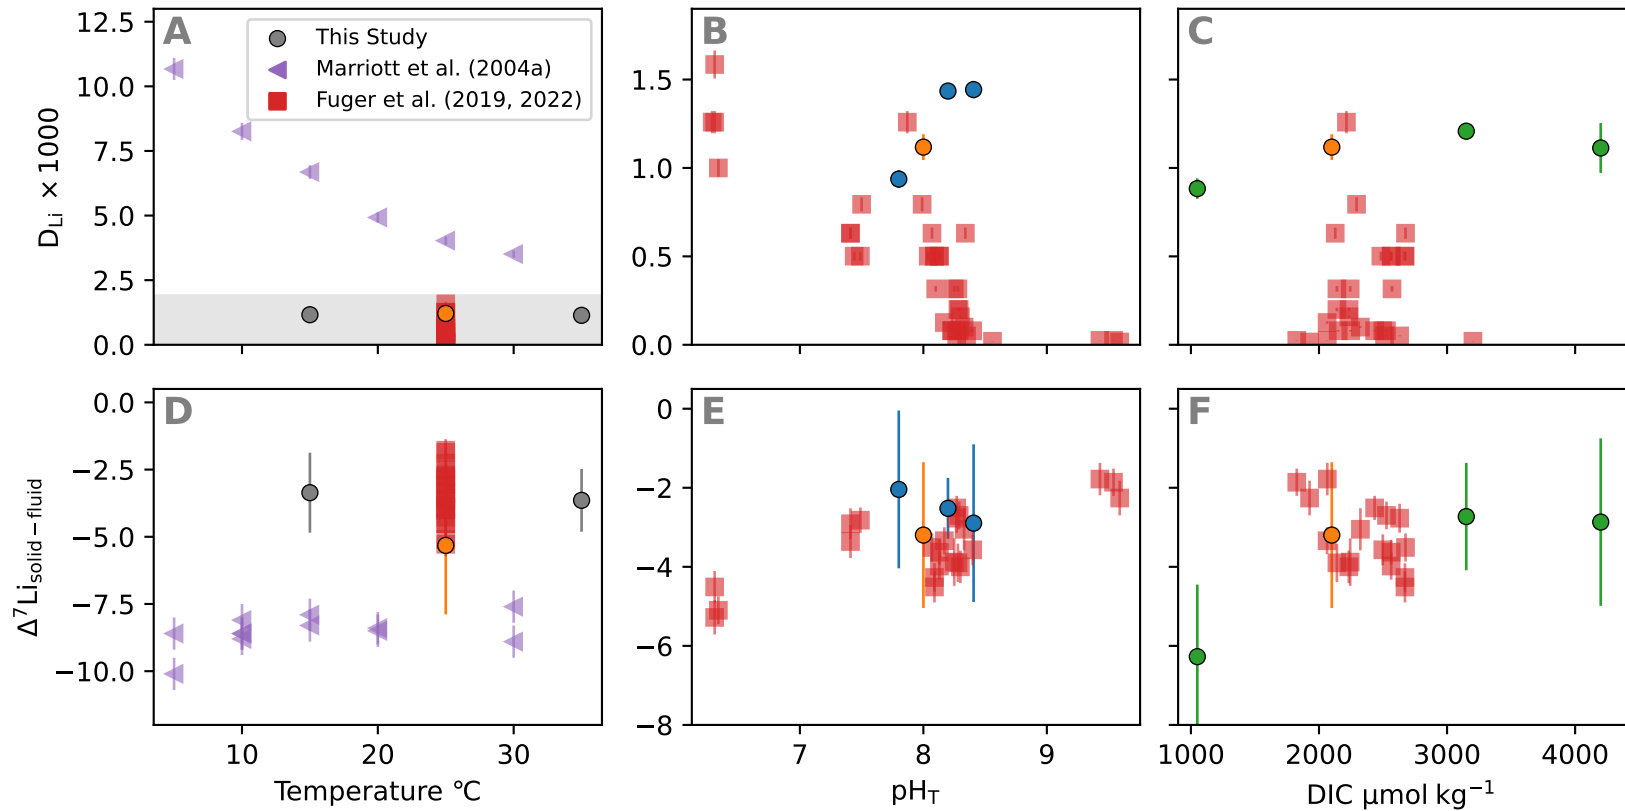 A
B
C
This Study
Marriott et al. (2004a)
Fuger et al. (2019, 2022)
12.5
10.0
7.5
5.0
2.5
0.0
D_Li × 1000
1.5
1.0
0.5
0.0
D
E
F
0.0
−2.5
−5.0
−7.5
−10.0
Δ⁷Li_solid − fluid
0
−2
−4
−6
−8
10
20
30
Temperature ℃
7
8
9
pH_T
1000
2000
3000
4000
DIC µmol kg⁻¹